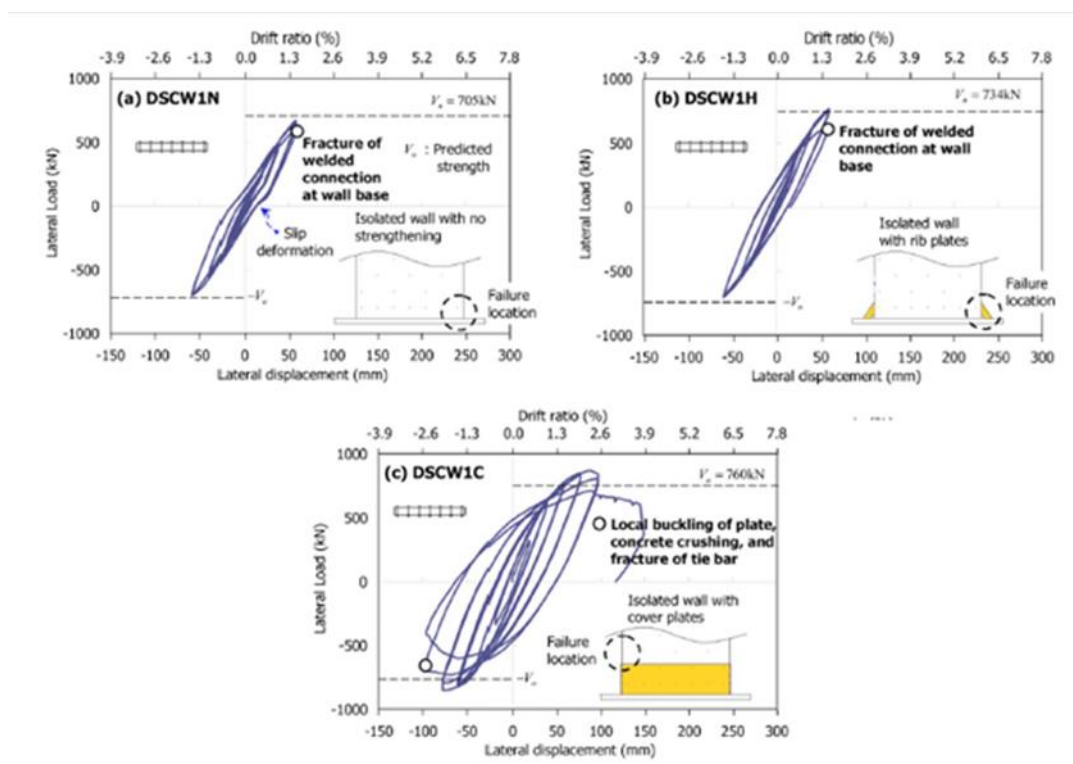 Drift ratio (%)
-3.9 -2.6 -1.3 0.0 1.3 2.6 3.9 5.2 6.5 7.8
1000
500
0
-500
-1000
Lateral Load (kN)
(a) DSCW1N
= 705kN
Fracture of
welded
connection
at wall base
: Predicted
strength
Slip
deformation
Isolated wall with no
strengthening
Failure
location
-150 -100 -50 0 50 100 150 200 250 300
Lateral displacement (mm)
Drift ratio (%)
-3.9 -2.6 -1.3 0.0 1.3 2.6 3.9 5.2 6.5 7.8
1000
500
0
-500
-1000
Lateral Load (kN)
(b) DSCW1H
= 734kN
Fracture of welded
connection at wall
base
Isolated wall
with rib plates
Failure
location
-150 -100 -50 0 50 100 150 200 250 300
Lateral displacement (mm)
Drift ratio (%)
-3.9 -2.6 -1.3 0.0 1.3 2.6 3.9 5.2 6.5 7.8
1000
500
0
-500
-1000
Lateral Load (kN)
(c) DSCW1C
= 760kN
Local buckling of plate,
concrete crushing, and
fracture of tie bar
Isolated wall with
cover plates
Failure
location
-150 -100 -50 0 50 100 150 200 250 300
Lateral displacement (mm)